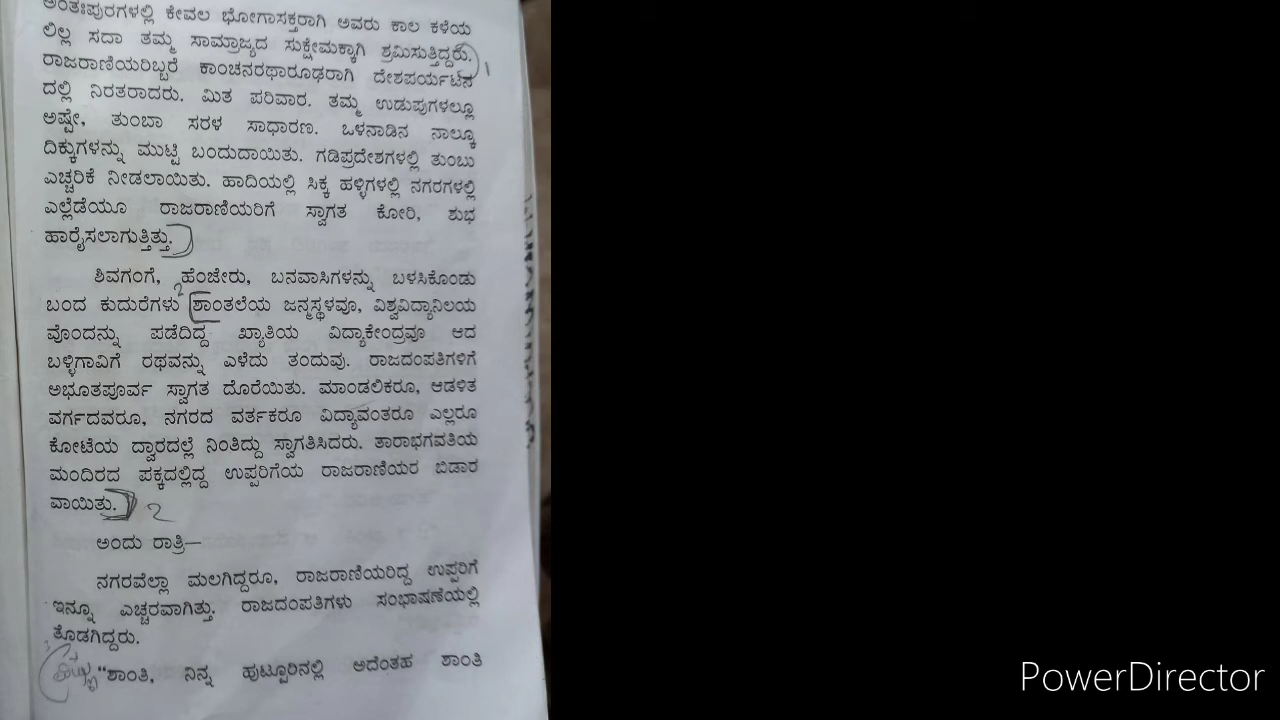 ಅಂತಃಪುರಗಳಲ್ಲಿ ಕೇವಲ ಭೋಗಾಸಕ್ತರಾಗಿ ಅವರು ಕಾಲ ಕಳೆಯ
ಲಿಲ್ಲ ಸದಾ ತಮ್ಮ ಸಾಮ್ರಾಜ್ಯದ ಸುಕ್ಷೇಮಕ್ಕಾಗಿ ಶ್ರಮಿಸುತ್ತಿದ್ದರು.
1
ರಾಜರಾಣಿಯರಿಬ್ಬರೆ ಕಾಂಚನರಥಾರೂಢರಾಗಿ ದೇಶಪರ್ಯಟನ
ದಲ್ಲಿ ನಿರತರಾದರು. ಮಿತ ಪರಿವಾರ. ತಮ್ಮ ಉಡುಪುಗಳಲ್ಲೂ
ಅಷ್ಟೇ, ತುಂಬಾ ಸರಳ ಸಾಧಾರಣ. ಒಳನಾಡಿನ ನಾಲ್ಕೂ
ದಿಕ್ಕುಗಳನ್ನು ಮುಟ್ಟಿ ಬಂದುದಾಯಿತು. ಗಡಿಪ್ರದೇಶಗಳಲ್ಲಿ ತುಂಬು
ಎಚ್ಚರಿಕೆ ನೀಡಲಾಯಿತು. ಹಾದಿಯಲ್ಲಿ ಸಿಕ್ಕ ಹಳ್ಳಿಗಳಲ್ಲಿ ನಗರಗಳಲ್ಲಿ
ಎಲ್ಲೆಡೆಯೂ ರಾಜರಾಣಿಯರಿಗೆ ಸ್ವಾಗತ ಕೋರಿ, ಶುಭ
ಹಾರೈಸಲಾಗುತ್ತಿತ್ತು.
ಶಿವಗಂಗೆ, ಹೆಂಜೇರು, ಬನವಾಸಿಗಳನ್ನು ಬಳಸಿಕೊಂಡು
2
ಬಂದ ಕುದುರೆಗಳು ಶಾಂತಲೆಯ ಜನ್ಮಸ್ಥಳವೂ, ವಿಶ್ವವಿದ್ಯಾನಿಲಯ
ವೊಂದನ್ನು ಪಡೆದಿದ್ದ ಖ್ಯಾತಿಯ ವಿದ್ಯಾಕೇಂದ್ರವೂ ಆದ
ಬಳ್ಳಿಗಾವಿಗೆ ರಥವನ್ನು ಎಳೆದು ತಂದುವು. ರಾಜದಂಪತಿಗಳಿಗೆ
ಅಭೂತಪೂರ್ವ ಸ್ವಾಗತ ದೊರೆಯಿತು. ಮಾಂಡಲಿಕರೂ, ಆಡಳಿತ
ವರ್ಗದವರೂ, ನಗರದ ವರ್ತಕರೂ ವಿದ್ಯಾವಂತರೂ ಎಲ್ಲರೂ
ಕೋಟೆಯ ದ್ವಾರದಲ್ಲೆ ನಿಂತಿದ್ದು ಸ್ವಾಗತಿಸಿದರು. ತಾರಾಭಗವತಿಯ
ಮಂದಿರದ ಪಕ್ಕದಲ್ಲಿದ್ದ ಉಪ್ಪರಿಗೆಯ ರಾಜರಾಣಿಯರ ಬಿಡಾರ
ವಾಯಿತು.
2
ಅಂದು ರಾತ್ರಿ—
ನಗರವೆಲ್ಲಾ ಮಲಗಿದ್ದರೂ, ರಾಜರಾಣಿಯರಿದ್ದ ಉಪ್ಪರಿಗೆ
ಇನ್ನೂ ಎಚ್ಚರವಾಗಿತ್ತು. ರಾಜದಂಪತಿಗಳು ಸಂಭಾಷಣೆಯಲ್ಲಿ
ತೊಡಗಿದ್ದರು.
“ಶಾಂತಿ, ನಿನ್ನ ಹುಟ್ಟೂರಿನಲ್ಲಿ ಅದೆಂತಹ ಶಾಂತಿ
PowerDirector